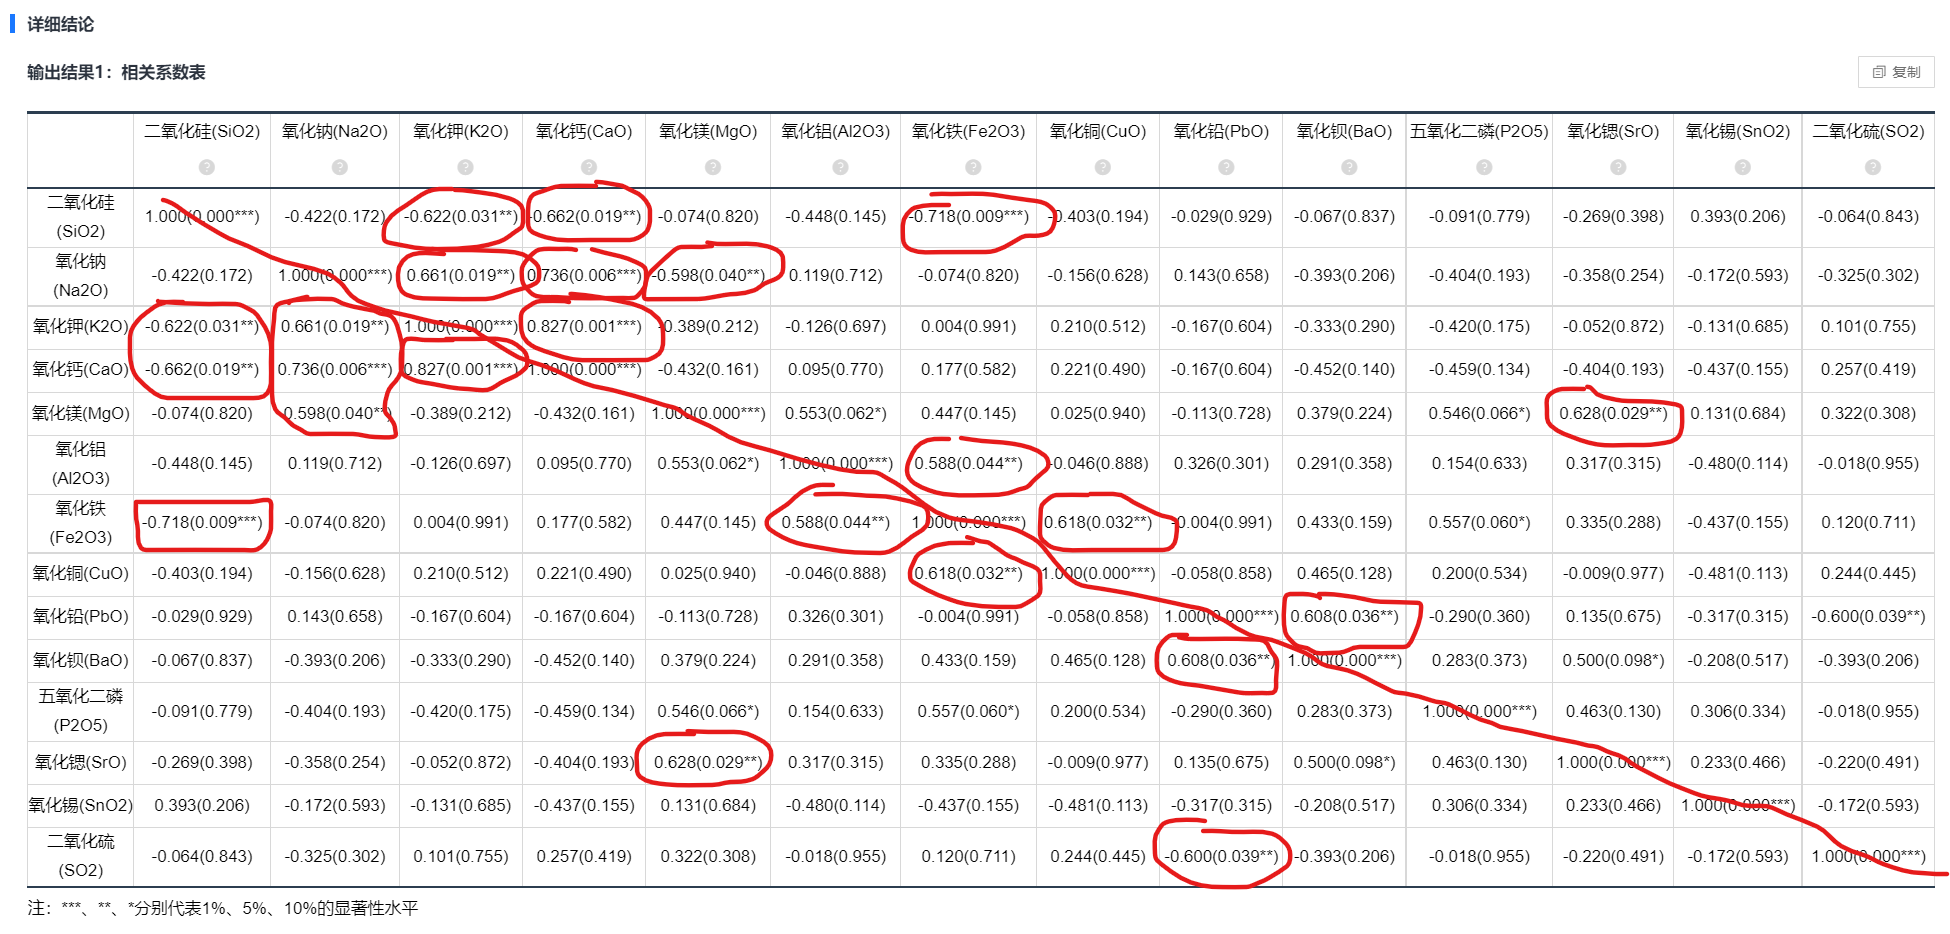 详细结论
输出结果1：相关系数表
复制
二氧化硅(SiO2) 氧化钠(Na2O) 氧化钾(K2O) 氧化钙(CaO) 氧化镁(MgO) 氧化铝(Al2O3) 氧化铁(Fe2O3) 氧化铜(CuO) 氧化铅(PbO) 氧化钡(BaO) 五氧化二磷(P2O5) 氧化锶(SrO) 氧化锡(SnO2) 二氧化硫(SO2)
? ? ? ? ? ? ? ? ? ? ? ? ? ?
二氧化硅
(SiO2)
1.000(0.000***) -0.422(0.172) -0.622(0.031**) -0.662(0.019**) -0.074(0.820) -0.448(0.145) -0.718(0.009***) -0.403(0.194) -0.029(0.929) -0.067(0.837) -0.091(0.779) -0.269(0.398) 0.393(0.206) -0.064(0.843)
氧化钠
(Na2O)
-0.422(0.172) 1.000(0.000***) 0.661(0.019**) 0.736(0.006***) -0.598(0.040**) 0.119(0.712) -0.074(0.820) -0.156(0.628) 0.143(0.658) -0.393(0.206) -0.404(0.193) -0.358(0.254) -0.172(0.593) -0.325(0.302)
氧化钾(K2O) -0.622(0.031**) 0.661(0.019**) 1.000(0.000***) 0.827(0.001***) -0.389(0.212) -0.126(0.697) 0.004(0.991) 0.210(0.512) -0.167(0.604) -0.333(0.290) -0.420(0.175) -0.052(0.872) -0.131(0.685) 0.101(0.755)
氧化钙(CaO) -0.662(0.019**) 0.736(0.006***) 0.827(0.001***) 1.000(0.000***) -0.432(0.161) 0.095(0.770) 0.177(0.582) 0.221(0.490) -0.167(0.604) -0.452(0.140) -0.459(0.134) -0.404(0.193) -0.437(0.155) 0.257(0.419)
氧化镁(MgO) -0.074(0.820) -0.598(0.040**) -0.389(0.212) -0.432(0.161) 1.000(0.000***) 0.553(0.062*) 0.447(0.145) 0.025(0.940) -0.113(0.728) 0.379(0.224) 0.546(0.066*) 0.628(0.029**) 0.131(0.684) 0.322(0.308)
氧化铝
(Al2O3)
-0.448(0.145) 0.119(0.712) -0.126(0.697) 0.095(0.770) 0.553(0.062*) 1.000(0.000***) 0.588(0.044**) -0.046(0.888) 0.326(0.301) 0.291(0.358) 0.154(0.633) 0.317(0.315) -0.480(0.114) -0.018(0.955)
氧化铁
(Fe2O3)
-0.718(0.009***) -0.074(0.820) 0.004(0.991) 0.177(0.582) 0.447(0.145) 0.588(0.044**) 1.000(0.000***) 0.618(0.032**) -0.004(0.991) 0.433(0.159) 0.557(0.060*) 0.335(0.288) -0.437(0.155) 0.120(0.711)
氧化铜(CuO) -0.403(0.194) -0.156(0.628) 0.210(0.512) 0.221(0.490) 0.025(0.940) -0.046(0.888) 0.618(0.032**) 1.000(0.000***) -0.058(0.858) 0.465(0.128) 0.200(0.534) -0.009(0.977) -0.481(0.113) 0.244(0.445)
氧化铅(PbO) -0.029(0.929) 0.143(0.658) -0.167(0.604) -0.167(0.604) -0.113(0.728) 0.326(0.301) -0.004(0.991) -0.058(0.858) 1.000(0.000***) 0.608(0.036**) -0.290(0.360) 0.135(0.675) -0.317(0.315) -0.600(0.039**)
氧化钡(BaO) -0.067(0.837) -0.393(0.206) -0.333(0.290) -0.452(0.140) 0.379(0.224) 0.291(0.358) 0.433(0.159) 0.465(0.128) 0.608(0.036**) 1.000(0.000***) 0.283(0.373) 0.500(0.098*) -0.208(0.517) -0.393(0.206)
五氧化二磷
(P2O5)
-0.091(0.779) -0.404(0.193) -0.420(0.175) -0.459(0.134) 0.546(0.066*) 0.154(0.633) 0.557(0.060*) 0.200(0.534) -0.290(0.360) 0.283(0.373) 1.000(0.000***) 0.463(0.130) 0.306(0.334) -0.018(0.955)
氧化锶(SrO) -0.269(0.398) -0.358(0.254) -0.052(0.872) -0.404(0.193) 0.628(0.029**) 0.317(0.315) 0.335(0.288) -0.009(0.977) 0.135(0.675) 0.500(0.098*) 0.463(0.130) 1.000(0.000***) 0.233(0.466) -0.220(0.491)
氧化锡(SnO2) 0.393(0.206) -0.172(0.593) -0.131(0.685) -0.437(0.155) 0.131(0.684) -0.480(0.114) -0.437(0.155) -0.481(0.113) -0.317(0.315) -0.208(0.517) 0.306(0.334) 0.233(0.466) 1.000(0.000***) -0.172(0.593)
二氧化硫
(SO2)
-0.064(0.843) -0.325(0.302) 0.101(0.755) 0.257(0.419) 0.322(0.308) -0.018(0.955) 0.120(0.711) 0.244(0.445) -0.600(0.039**) -0.393(0.206) -0.018(0.955) -0.220(0.491) -0.172(0.593) 1.000(0.000***)
注：***、**、*分别代表1%、5%、10%的显著性水平